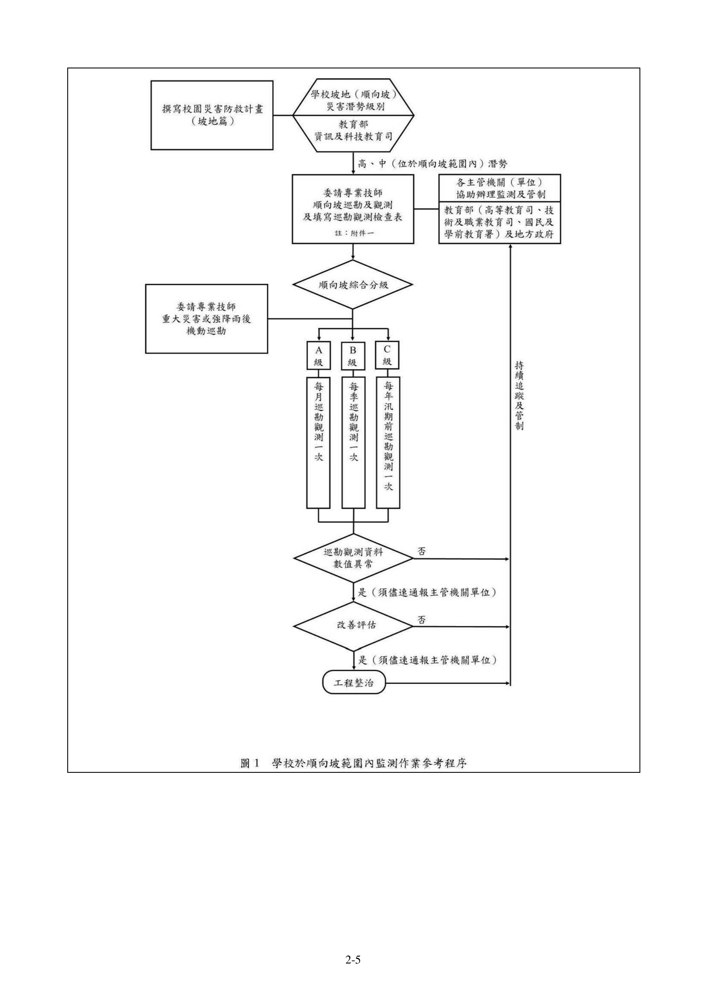 撰寫校園災害防救計畫
（坡地篇）
學校坡地（順向坡）
災害潛勢級別
教育部
資訊及科技教育司
高、中（位於順向坡範圍內）潛勢
委請專業技師
順向坡巡勘及觀測
及填寫巡勘觀測檢查表
註：附件一
各主管機關（單位）
協助辦理監測及管制
教育部（高等教育司、技
術及職業教育司、國民及
學前教育署）及地方政府
順向坡綜合分級
委請專業技師
重大災害或強降雨後
機動巡勘
A
級
B
級
C
級
每月巡勘觀測一次
每季巡勘觀測一次
每年汛期前巡勘觀測一次
持續追蹤及管制
巡勘觀測資料
數值異常
否
是（須儘速通報主管機關單位）
改善評估
否
是（須儘速通報主管機關單位）
工程整治
圖 1　學校於順向坡範圍內監測作業參考程序
2-5